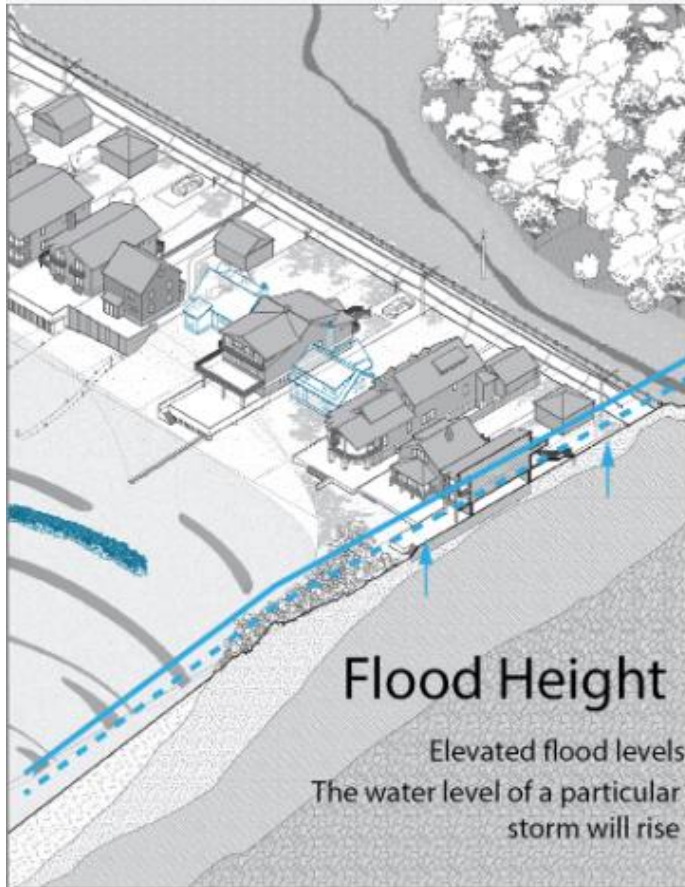 Flood Height
Elevated flood levels
The water level of a particular
storm will rise